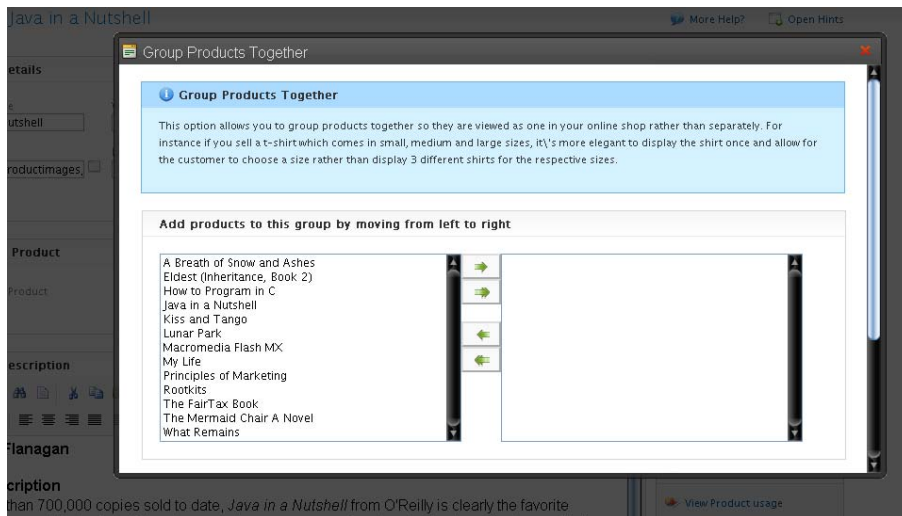 Java in a Nutshell
More Help?
Open Hints
Group Products Together
etails
utshell
roductimages,
Group Products Together
This option allows you to group products together so they are viewed as one in your online shop rather than separately. For
instance if you sell a t-shirt which comes in small, medium and large sizes, it\'s more elegant to display the shirt once and allow for
the customer to choose a size rather than display 3 different shirts for the respective sizes.
Add products to this group by moving from left to right
Product
Product
A Breath of Snow and Ashes
Eldest (Inheritance, Book 2)
How to Program in C
Java in a Nutshell
Kiss and Tango
Lunar Park
Macromedia Flash MX
My Life
Principles of Marketing
Rootkits
The FairTax Book
The Mermaid Chair A Novel
What Remains
escription
Flanagan
cription
than 700,000 copies sold to date, Java in a Nutshell from O'Reilly is clearly the favorite
View Product usage